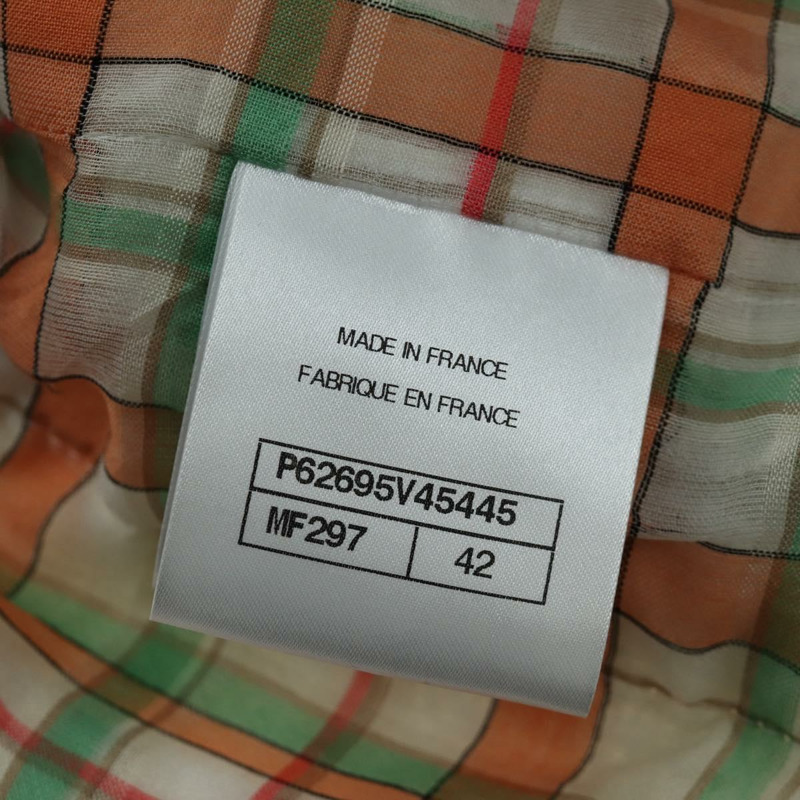 MADE IN FRANCE
FABRIQUE EN FRANCE
P62695V45445
MF297 42